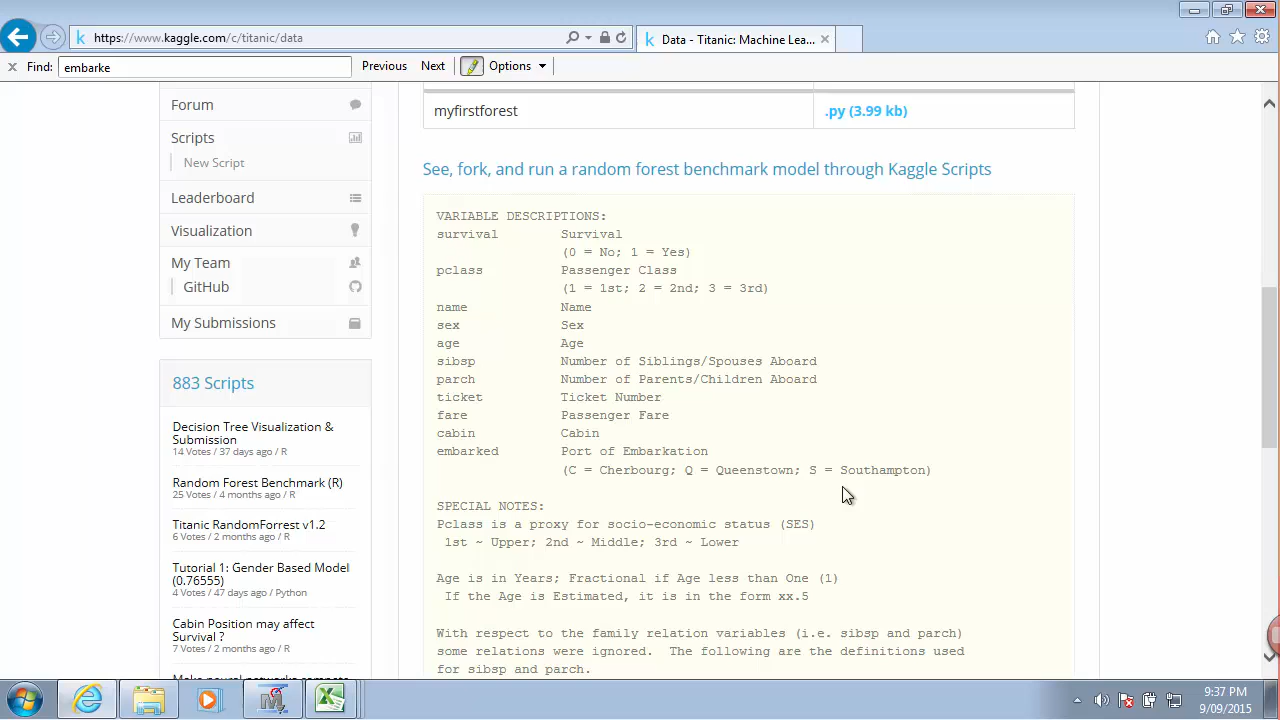 https://www.kaggle.com/c/titanic/data
Data - Titanic: Machine Lea...
Find: embarke Previous Next Options
Forum
Scripts
New Script
Leaderboard
Visualization
My Team
GitHub
My Submissions
883 Scripts
Decision Tree Visualization &
Submission
14 Votes / 37 days ago / R
Random Forest Benchmark (R)
25 Votes / 4 months ago / R
Titanic RandomForrest v1.2
6 Votes / 2 months ago / R
Tutorial 1: Gender Based Model
(0.76555)
4 Votes / 47 days ago / Python
Cabin Position may affect
Survival ?
7 Votes / 2 months ago / R
myfirstforest .py (3.99 kb)
See, fork, and run a random forest benchmark model through Kaggle Scripts
VARIABLE DESCRIPTIONS:
survival Survival
(0 = No; 1 = Yes)
pclass Passenger Class
(1 = 1st; 2 = 2nd; 3 = 3rd)
name Name
sex Sex
age Age
sibsp Number of Siblings/Spouses Aboard
parch Number of Parents/Children Aboard
ticket Ticket Number
fare Passenger Fare
cabin Cabin
embarked Port of Embarkation
(C = Cherbourg; Q = Queenstown; S = Southampton)
SPECIAL NOTES:
Pclass is a proxy for socio-economic status (SES)
1st ~ Upper; 2nd ~ Middle; 3rd ~ Lower
Age is in Years; Fractional if Age less than One (1)
If the Age is Estimated, it is in the form xx.5
With respect to the family relation variables (i.e. sibsp and parch)
some relations were ignored.  The following are the definitions used
for sibsp and parch.
9:37 PM
9/09/2015